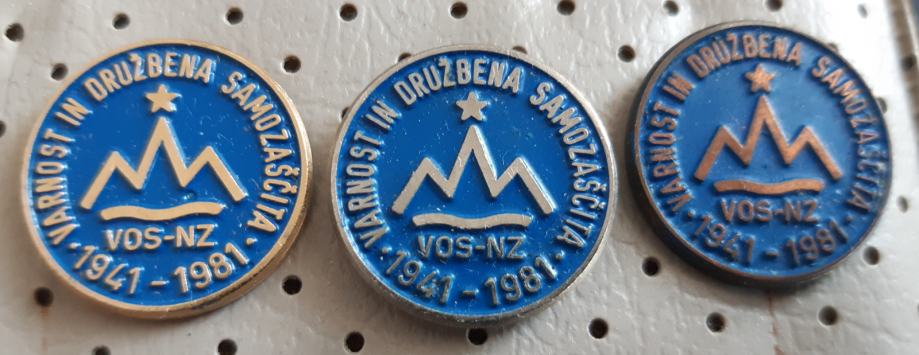 VARNOST IN DRUŽBENA SAMOZAŠČITA
VOS-NZ
· 1941 - 1981 ·
VARNOST IN DRUŽBENA SAMOZAŠČITA
VOS-NZ
· 1941 - 1981 ·
VARNOST IN DRUŽBENA SAMOZAŠČITA
VOS-NZ
· 1941 - 1981 ·